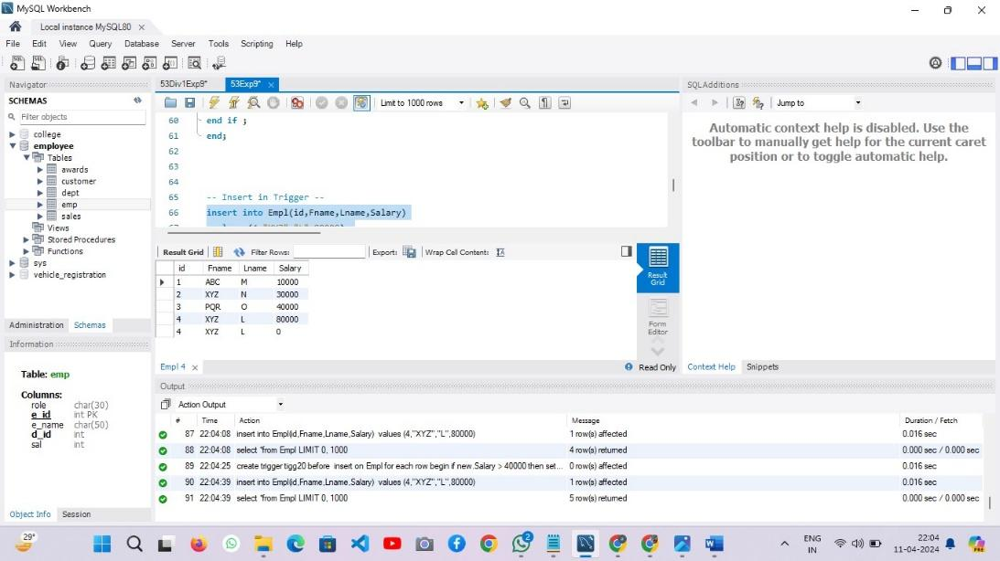 MySQL Workbench
Local instance MySQL80
File Edit View Query Database Server Tools Scripting Help
Navigator
SCHEMAS
Filter objects
college
employee
Tables
awards
customer
dept
emp
sales
Views
Stored Procedures
Functions
sys
vehicle_registration
Administration Schemas
Information
Table: emp
Columns:
role char(30)
e_id int PK
e_name char(50)
d_id int
sal int
Object Info Session
53Div1Exp9* 53Exp9*
Limit to 1000 rows
60 end if ;
61 end;
62
63
64
65 -- Insert in Trigger --
66 insert into Empl(id,Fname,Lname,Salary)
Result Grid Filter Rows: Export: Wrap Cell Content:
id Fname Lname Salary
1 ABC M 10000
2 XYZ N 30000
3 PQR O 40000
4 XYZ L 80000
4 XYZ L 0
Result Grid
Form Editor
Empl 4 Read Only
SQLAdditions
Jump to
Automatic context help is disabled. Use the
toolbar to manually get help for the current caret
position or to toggle automatic help.
Context Help Snippets
Output
Action Output
# Time Action Message Duration / Fetch
87 22:04:08 insert into Empl(id,Fname,Lname,Salary) values (4,"XYZ","L",80000) 1 row(s) affected 0.016 sec
88 22:04:08 select *from Empl LIMIT 0, 1000 4 row(s) returned 0.000 sec / 0.000 sec
89 22:04:25 create trigger tigg20 before insert on Empl for each row begin if new.Salary > 40000 then set... 0 row(s) affected 0.016 sec
90 22:04:39 insert into Empl(id,Fname,Lname,Salary) values (4,"XYZ","L",80000) 1 row(s) affected 0.016 sec
91 22:04:39 select *from Empl LIMIT 0, 1000 5 row(s) returned 0.000 sec / 0.000 sec
29°
2
ENG
IN
22:04
11-04-2024